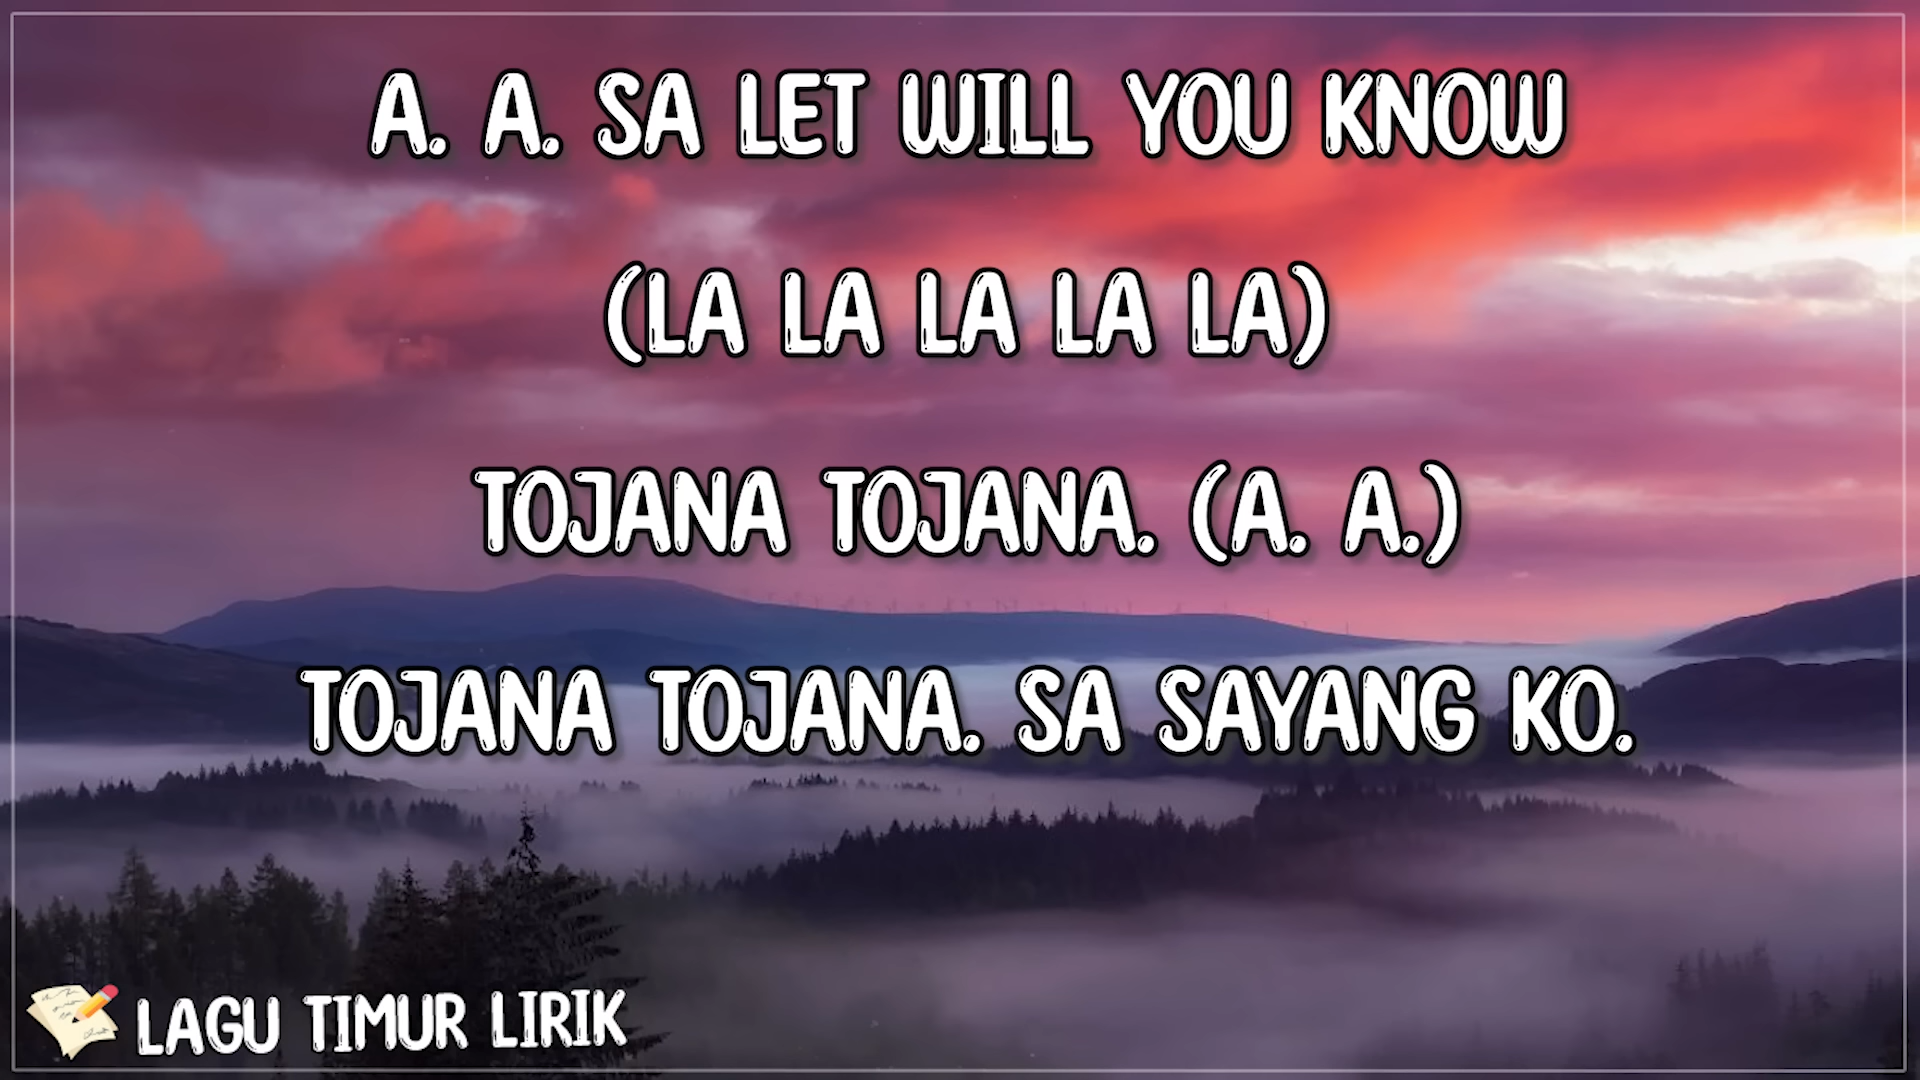 A. A. SA LET WILL YOU KNOW
(LA LA LA LA LA)
TOJANA TOJANA. (A. A.)
TOJANA TOJANA. SA SAYANG KO.
LAGU TIMUR LIRIK